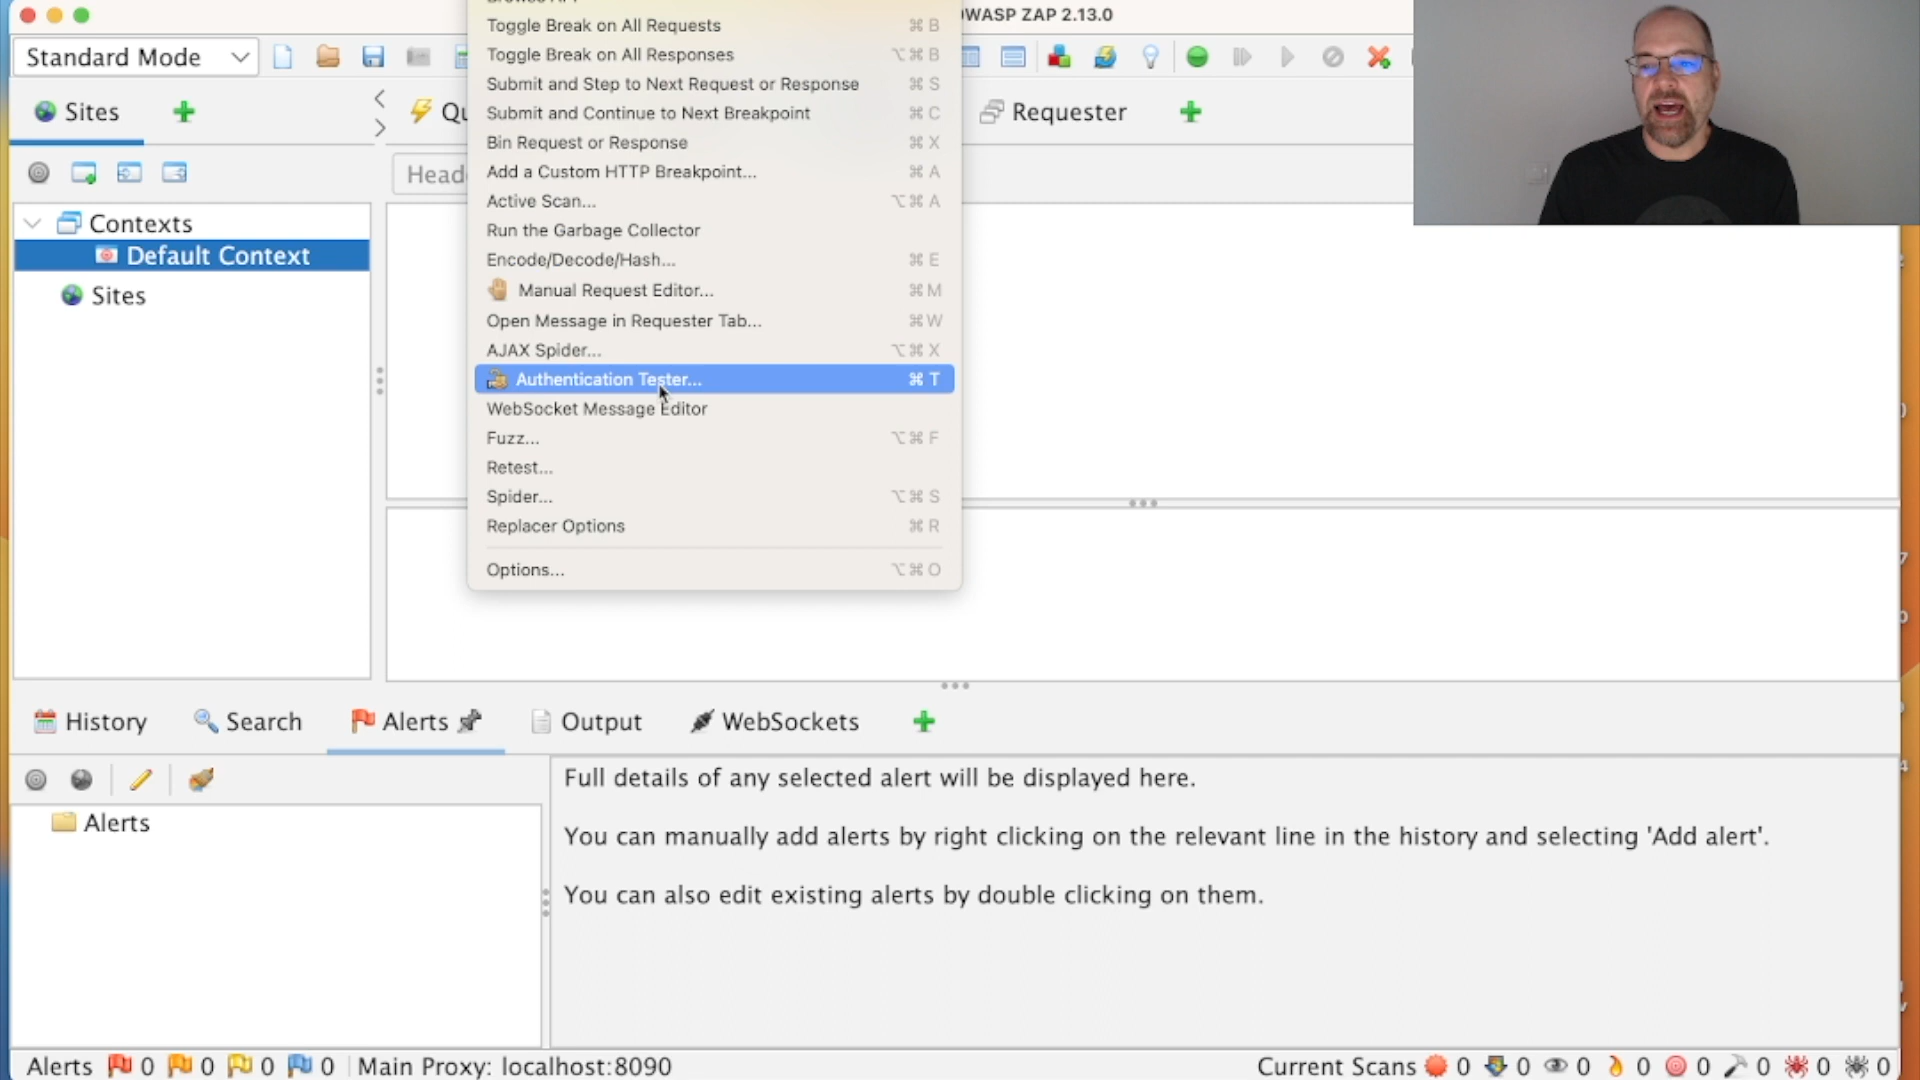 OWASP ZAP 2.13.0
Toggle Break on All Requests ⌘ B
Standard Mode
Toggle Break on All Responses ⌥⌘ B
Submit and Step to Next Request or Response ⌘ S
Sites
Submit and Continue to Next Breakpoint ⌘ C
Requester
Bin Request or Response ⌘ X
Add a Custom HTTP Breakpoint... ⌘ A
Active Scan... ⌥⌘ A
Contexts
Run the Garbage Collector
Default Context
Encode/Decode/Hash... ⌘ E
Sites
Manual Request Editor... ⌘ M
Open Message in Requester Tab... ⌘ W
AJAX Spider... ⌥⌘ X
Authentication Tester... ⌘ T
WebSocket Message Editor
Fuzz... ⌥⌘ F
Retest...
Spider... ⌥⌘ S
Replacer Options ⌘ R
Options... ⌥⌘ O
History Search Alerts Output WebSockets
Full details of any selected alert will be displayed here.
Alerts
You can manually add alerts by right clicking on the relevant line in the history and selecting 'Add alert'.
You can also edit existing alerts by double clicking on them.
Alerts 0 0 0 0 Main Proxy: localhost:8090 Current Scans 0 0 0 0 0 0 0 0